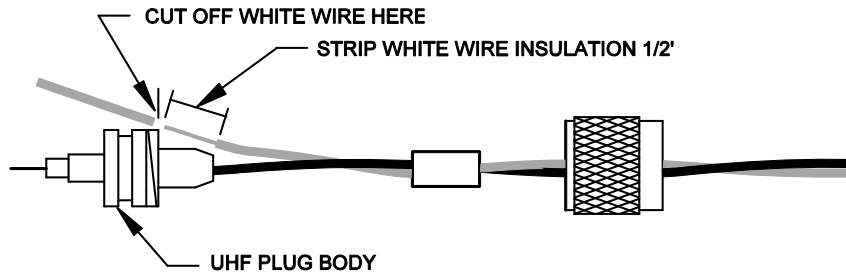 CUT OFF WHITE WIRE HERE
STRIP WHITE WIRE INSULATION 1/2'
UHF PLUG BODY